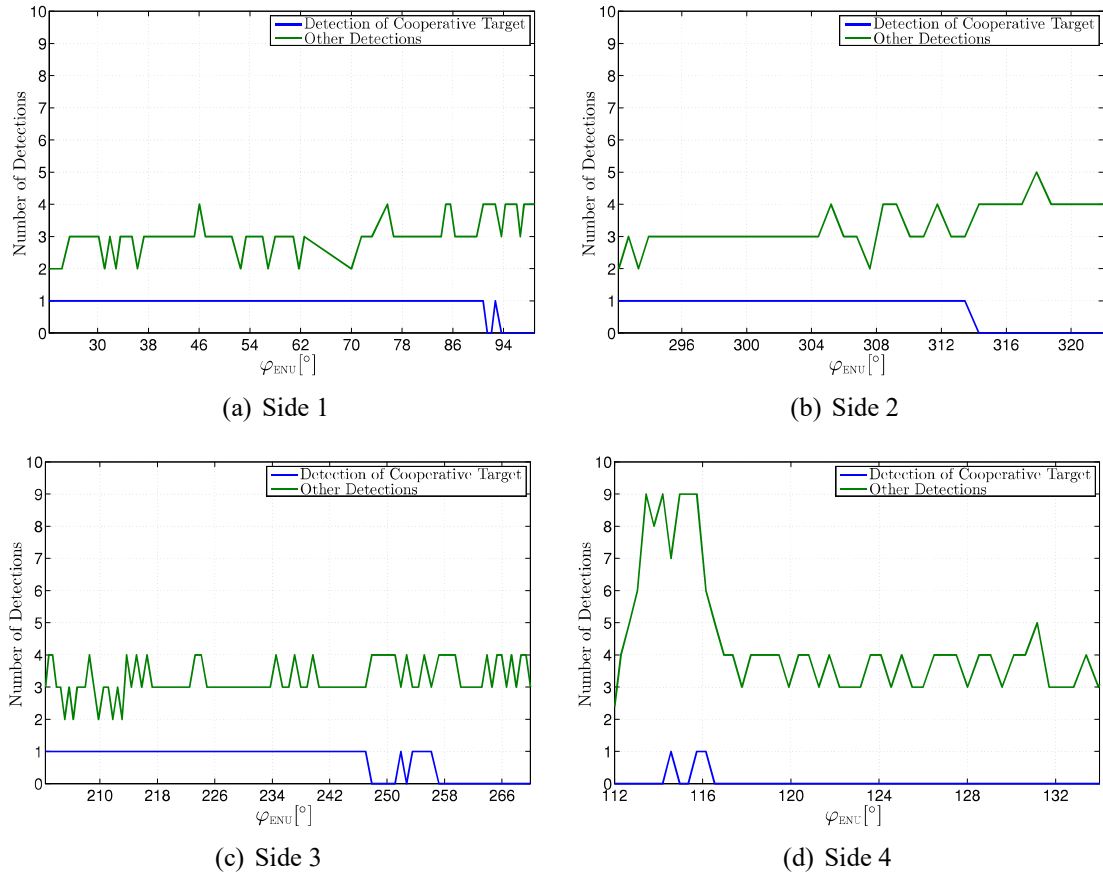 Detection of Cooperative Target
Other Detections
10
9
8
7
6
5
4
3
2
1
0
Number of Detections
30 38 46 54 62 70 78 86 94
φENU[°]
(a) Side 1
Detection of Cooperative Target
Other Detections
10
9
8
7
6
5
4
3
2
1
0
Number of Detections
296 300 304 308 312 316 320
φENU[°]
(b) Side 2
Detection of Cooperative Target
Other Detections
10
9
8
7
6
5
4
3
2
1
0
Number of Detections
210 218 226 234 242 250 258 266
φENU[°]
(c) Side 3
Detection of Cooperative Target
Other Detections
10
9
8
7
6
5
4
3
2
1
0
Number of Detections
112 116 120 124 128 132
φENU[°]
(d) Side 4